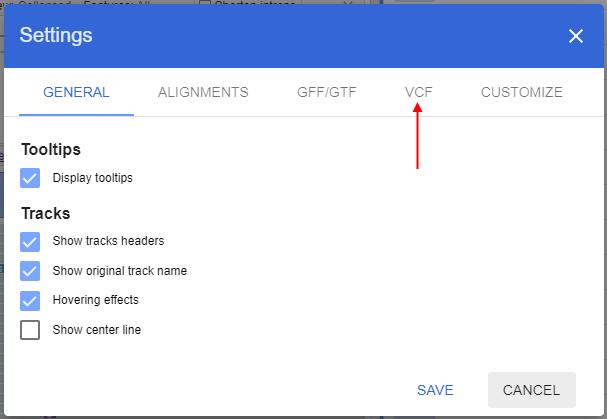 Settings
GENERAL ALIGNMENTS GFF/GTF VCF CUSTOMIZE
Tooltips
Display tooltips
Tracks
Show tracks headers
Show original track name
Hovering effects
Show center line
SAVE CANCEL